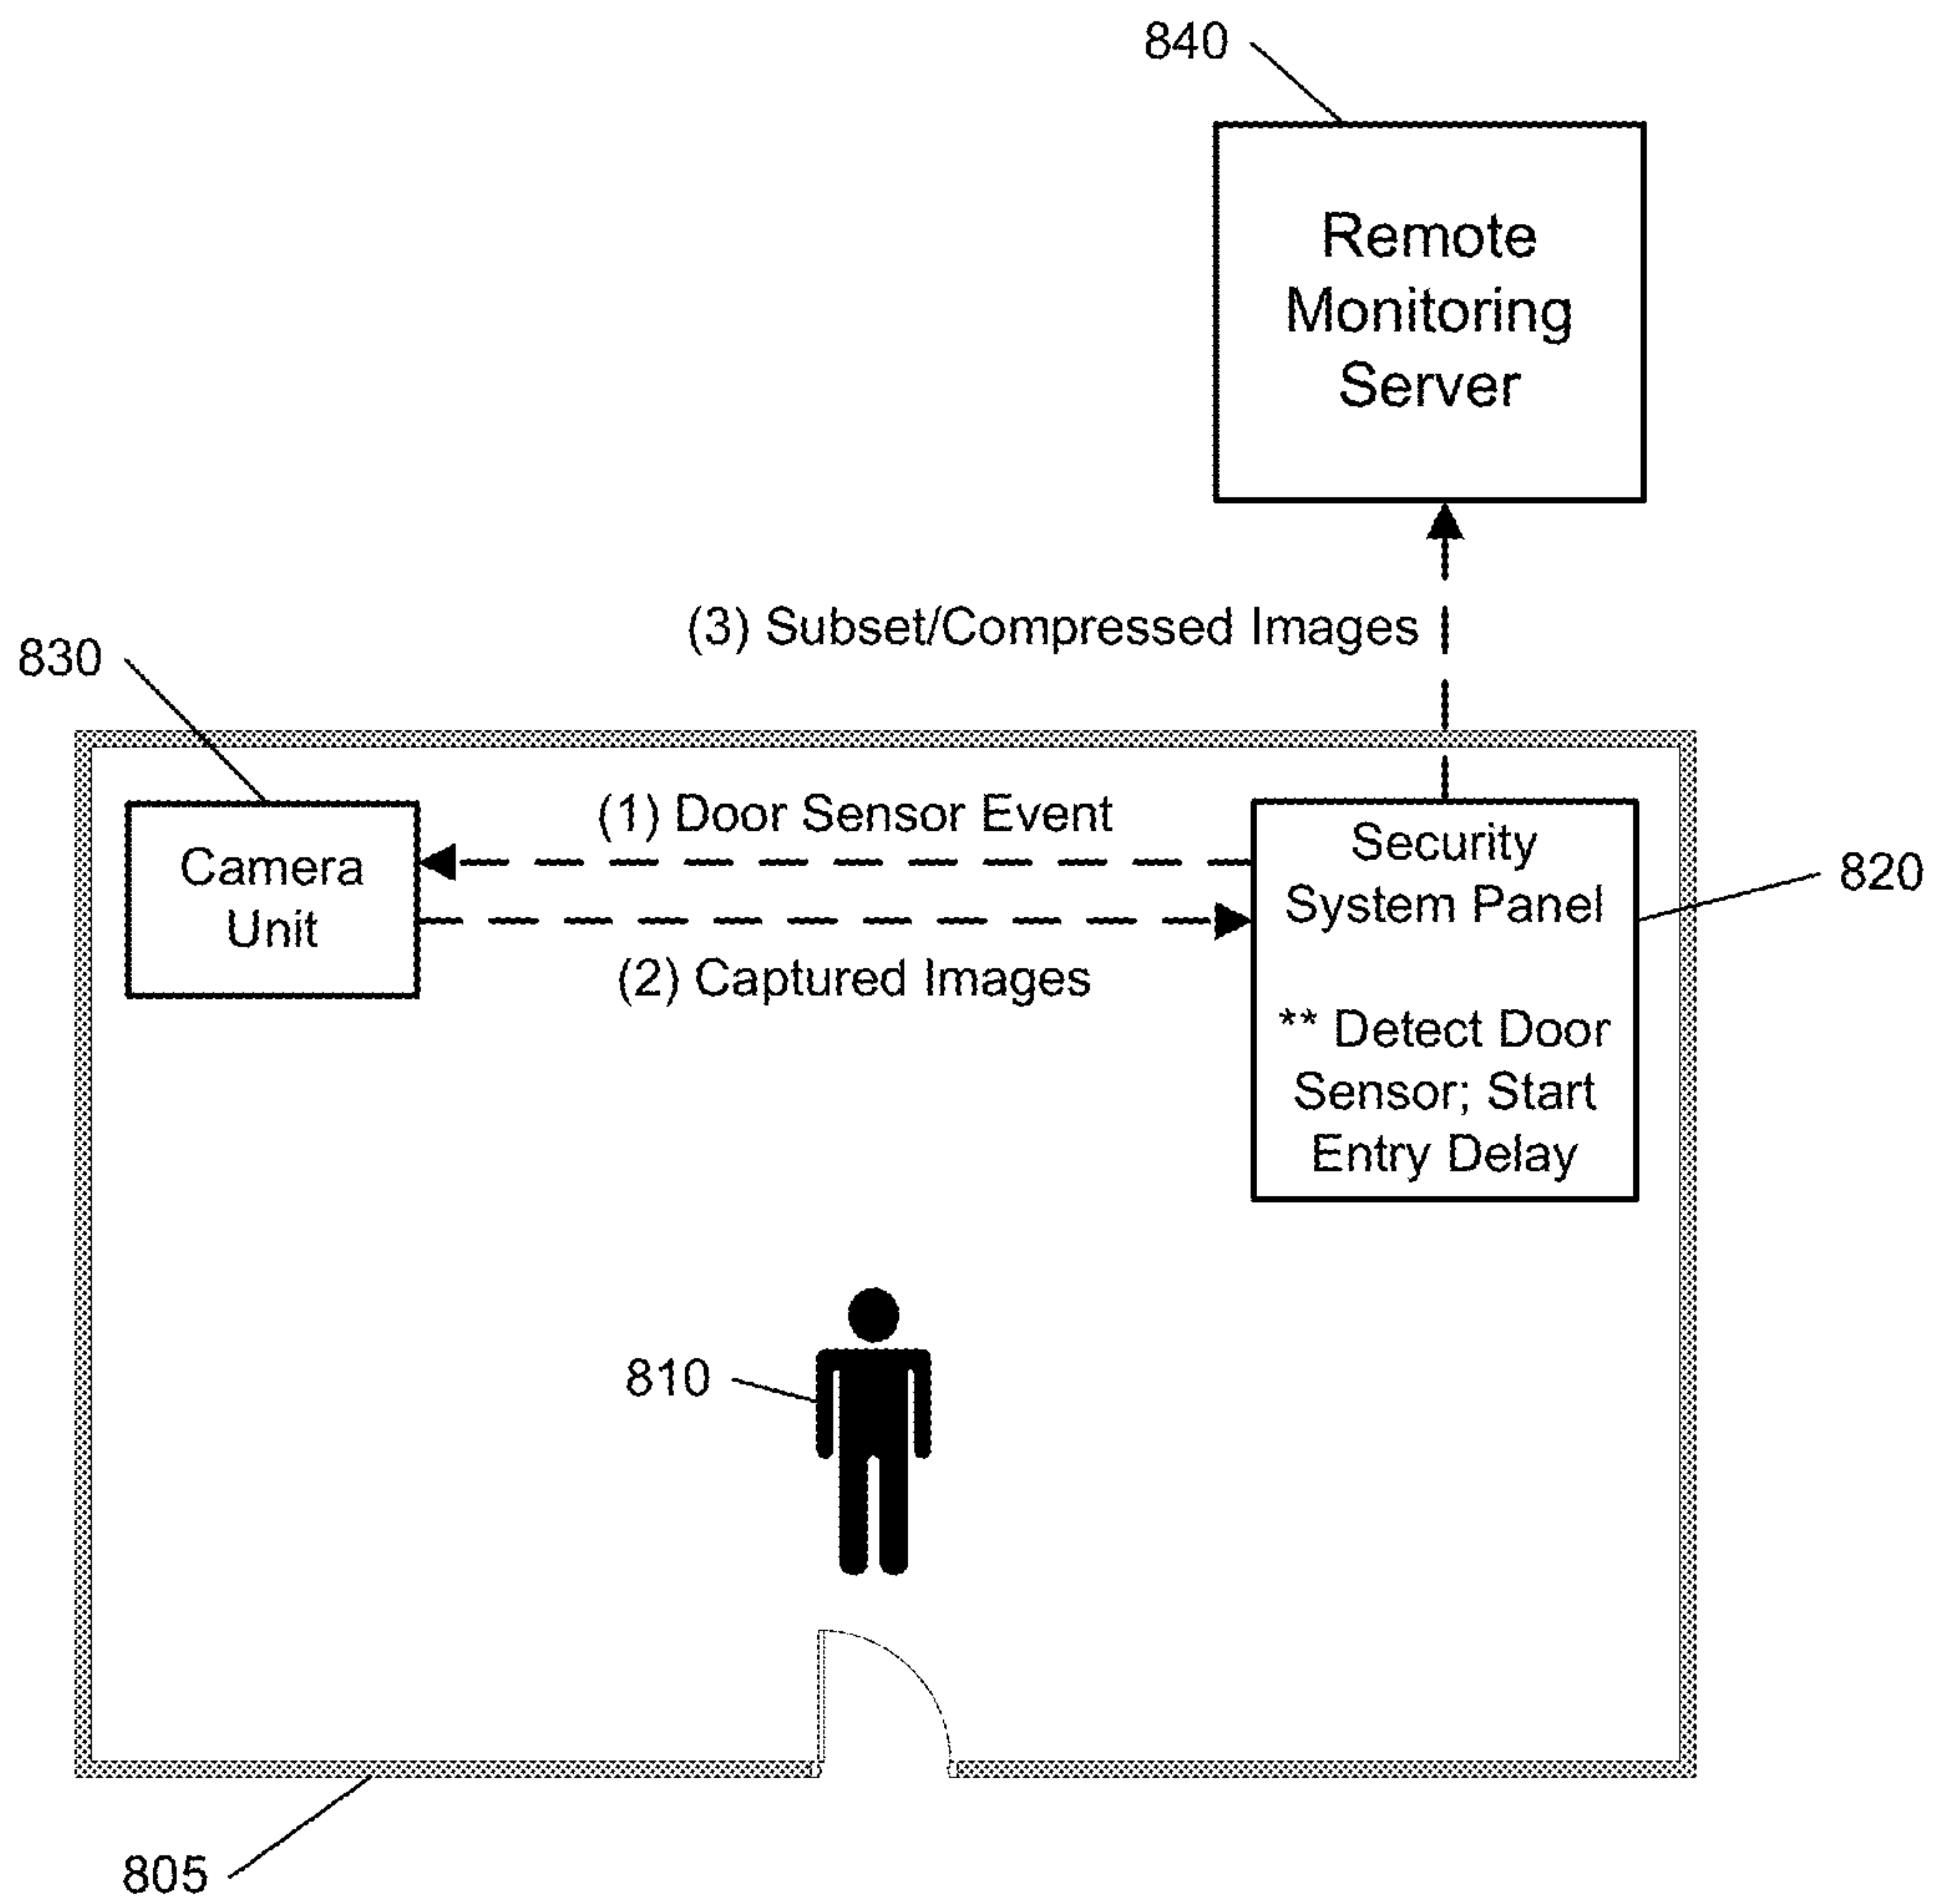 840
Remote
Monitoring
Server
(3) Subset/Compressed Images
830
(1) Door Sensor Event
Camera
Unit
(2) Captured Images
Security
System Panel
** Detect Door
Sensor; Start
Entry Delay
820
810
805